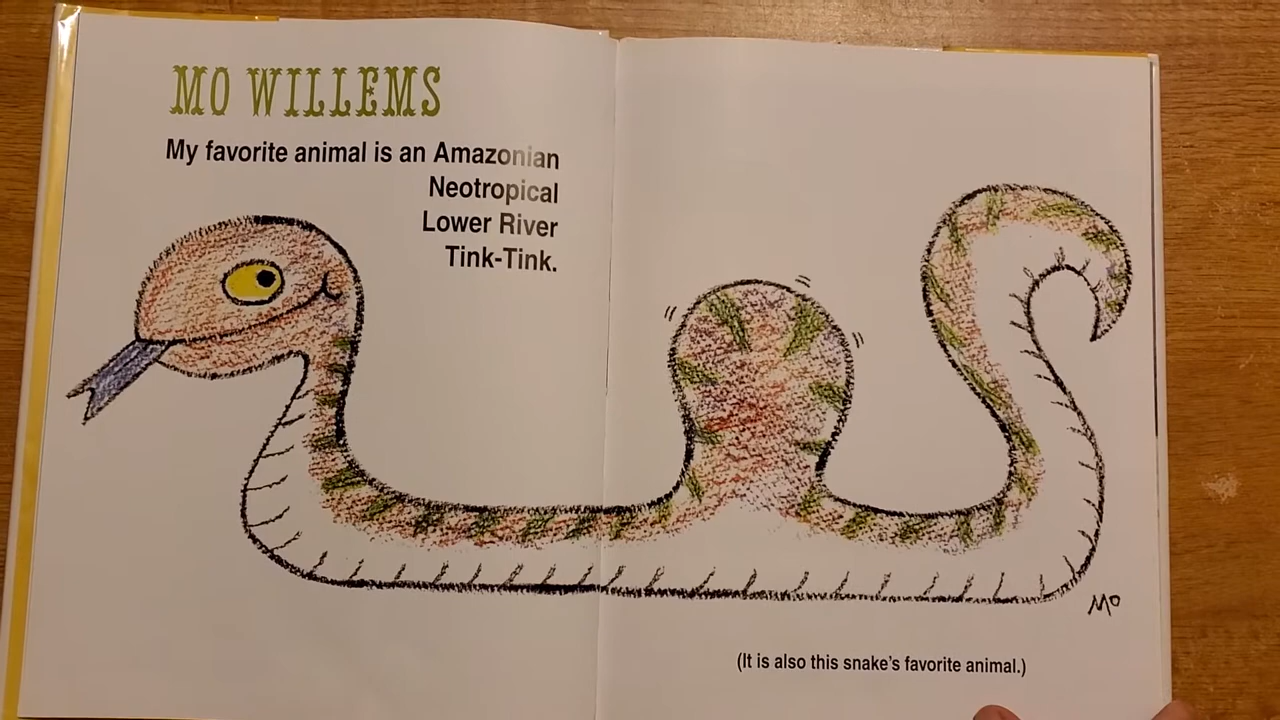 MO WILLEMS
My favorite animal is an Amazonian
Neotropical
Lower River
Tink-Tink.
Mo
(It is also this snake's favorite animal.)